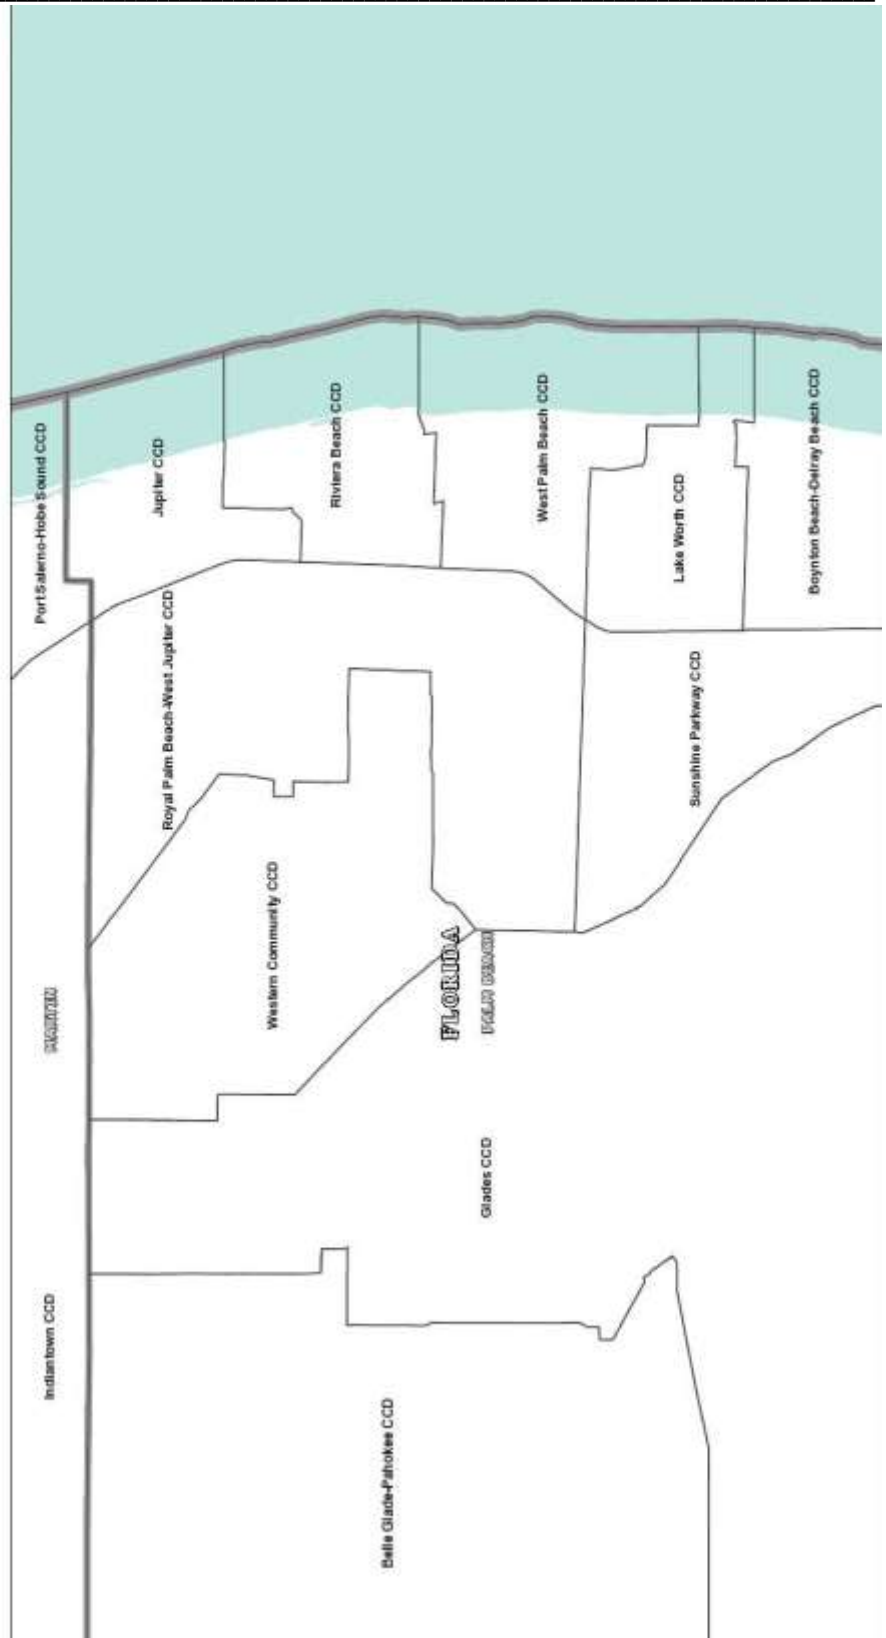 Port Salerno-Hobe Sound CCD
Jupiter CCD
Riviera Beach CCD
West Palm Beach CCD
Lake Worth CCD
Boynton Beach-Delray Beach CCD
Royal Palm Beach-West Jupiter CCD
Sunshine Parkway CCD
Western Community CCD
FLORIDA
PALM BEACH
MARTIN
Glades CCD
Indiantown CCD
Belle Glade-Pahokee CCD